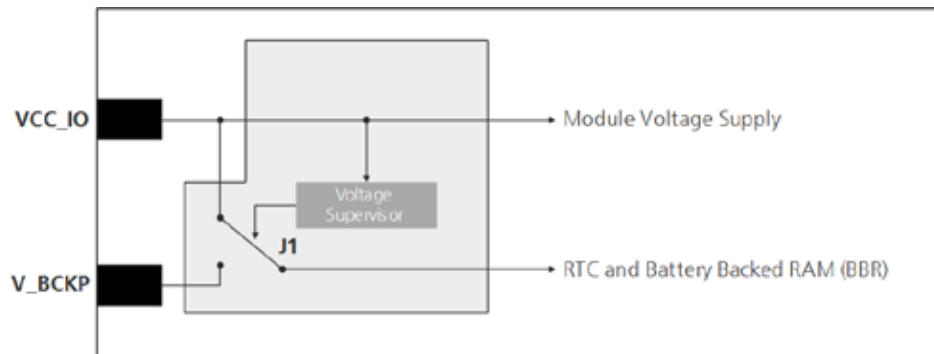 VCC_IO
Module Voltage Supply
Voltage
Supervisor
J1
V_BCKP
RTC and Battery Backed RAM (BBR)